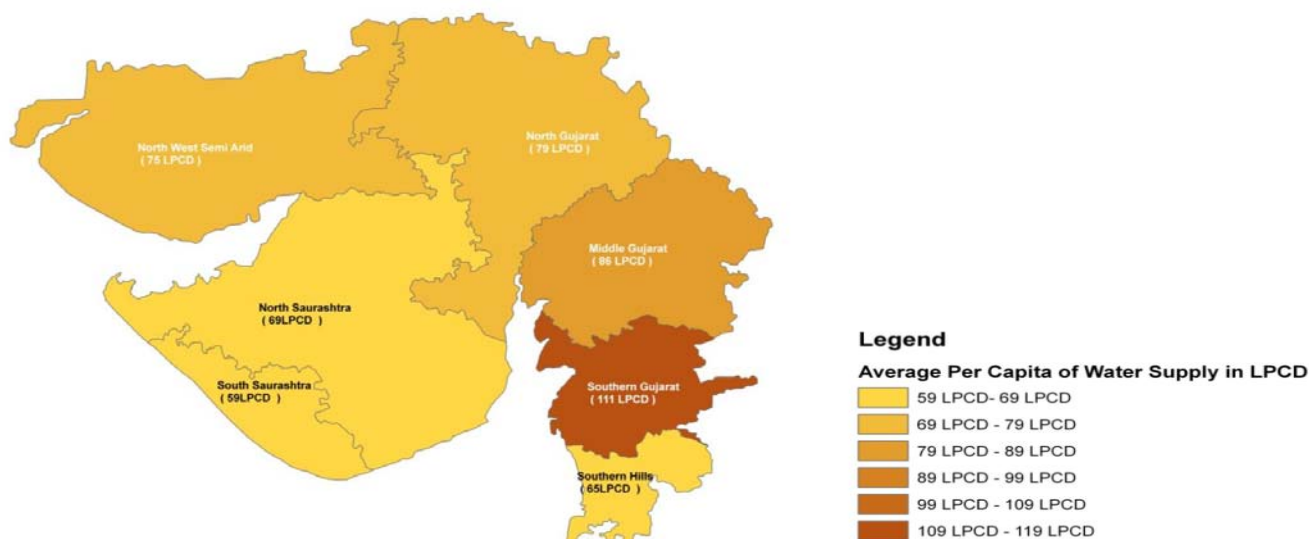 North West Semi Arid
( 75 LPCD )
North Gujarat
( 79 LPCD )
Middle Gujarat
( 86 LPCD )
North Saurashtra
( 69LPCD )
South Saurashtra
( 59LPCD )
Southern Gujarat
( 111 LPCD )
Southern Hills
( 65LPCD )
Legend
Average Per Capita of Water Supply in LPCD
59 LPCD- 69 LPCD
69 LPCD - 79 LPCD
79 LPCD - 89 LPCD
89 LPCD - 99 LPCD
99 LPCD - 109 LPCD
109 LPCD - 119 LPCD